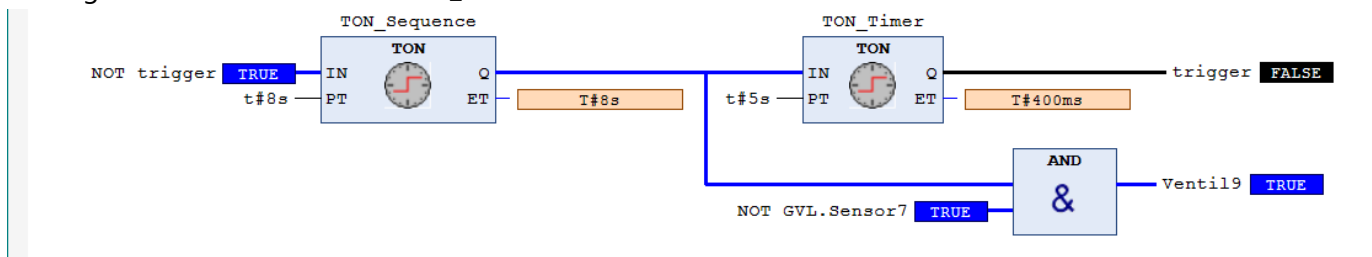 TON_Sequence TON_Timer
TON TON
NOT trigger TRUE IN Q IN Q trigger FALSE
t#8s PT ET T#8s t#5s PT ET T#400ms
AND
& Ventil9 TRUE
NOT GVL.Sensor7 TRUE